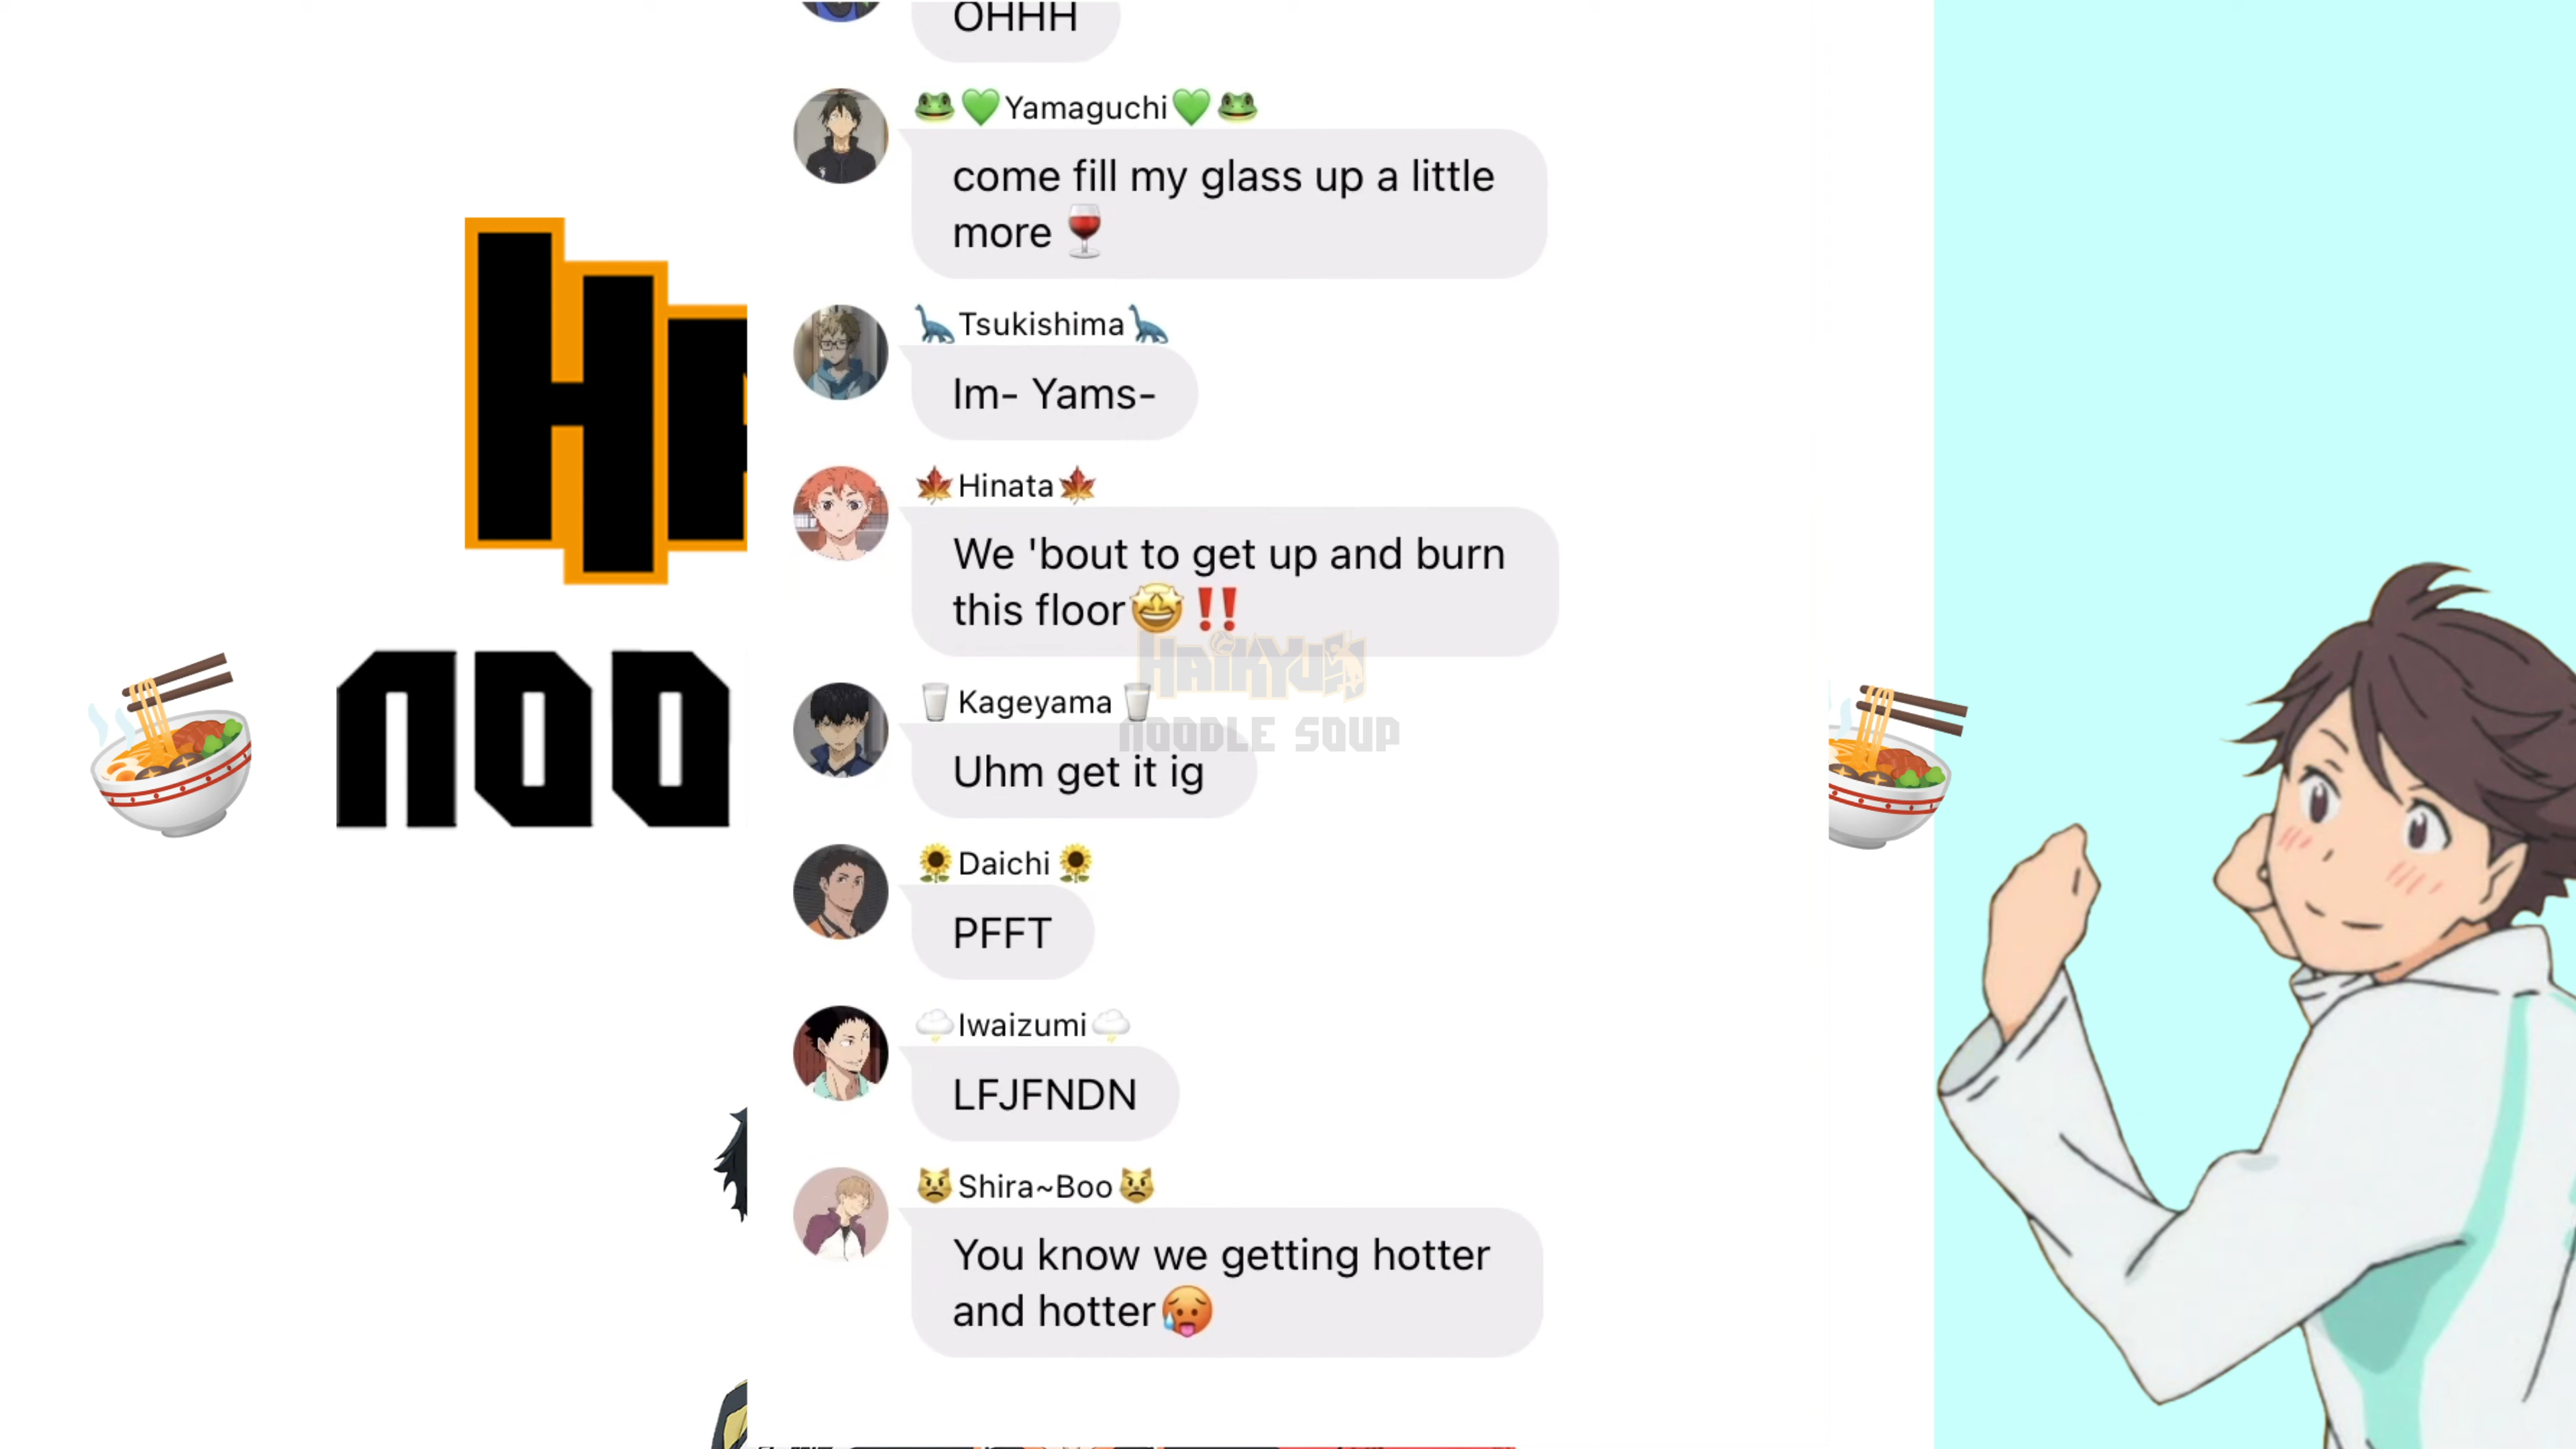 OHHH
🐸💚Yamaguchi💚🐸
come fill my glass up a little
more🍷
🦕Tsukishima🦕
Im- Yams-
🍁Hinata🍁
We 'bout to get up and burn
this floor🤩‼️
HAIKYU
NOODLE SOUP
🥛Kageyama🥛
Uhm get it ig
🌻Daichi🌻
PFFT
🌩Iwaizumi🌩
LFJFNDN
😾Shira~Boo😾
You know we getting hotter
and hotter🥵
NOO